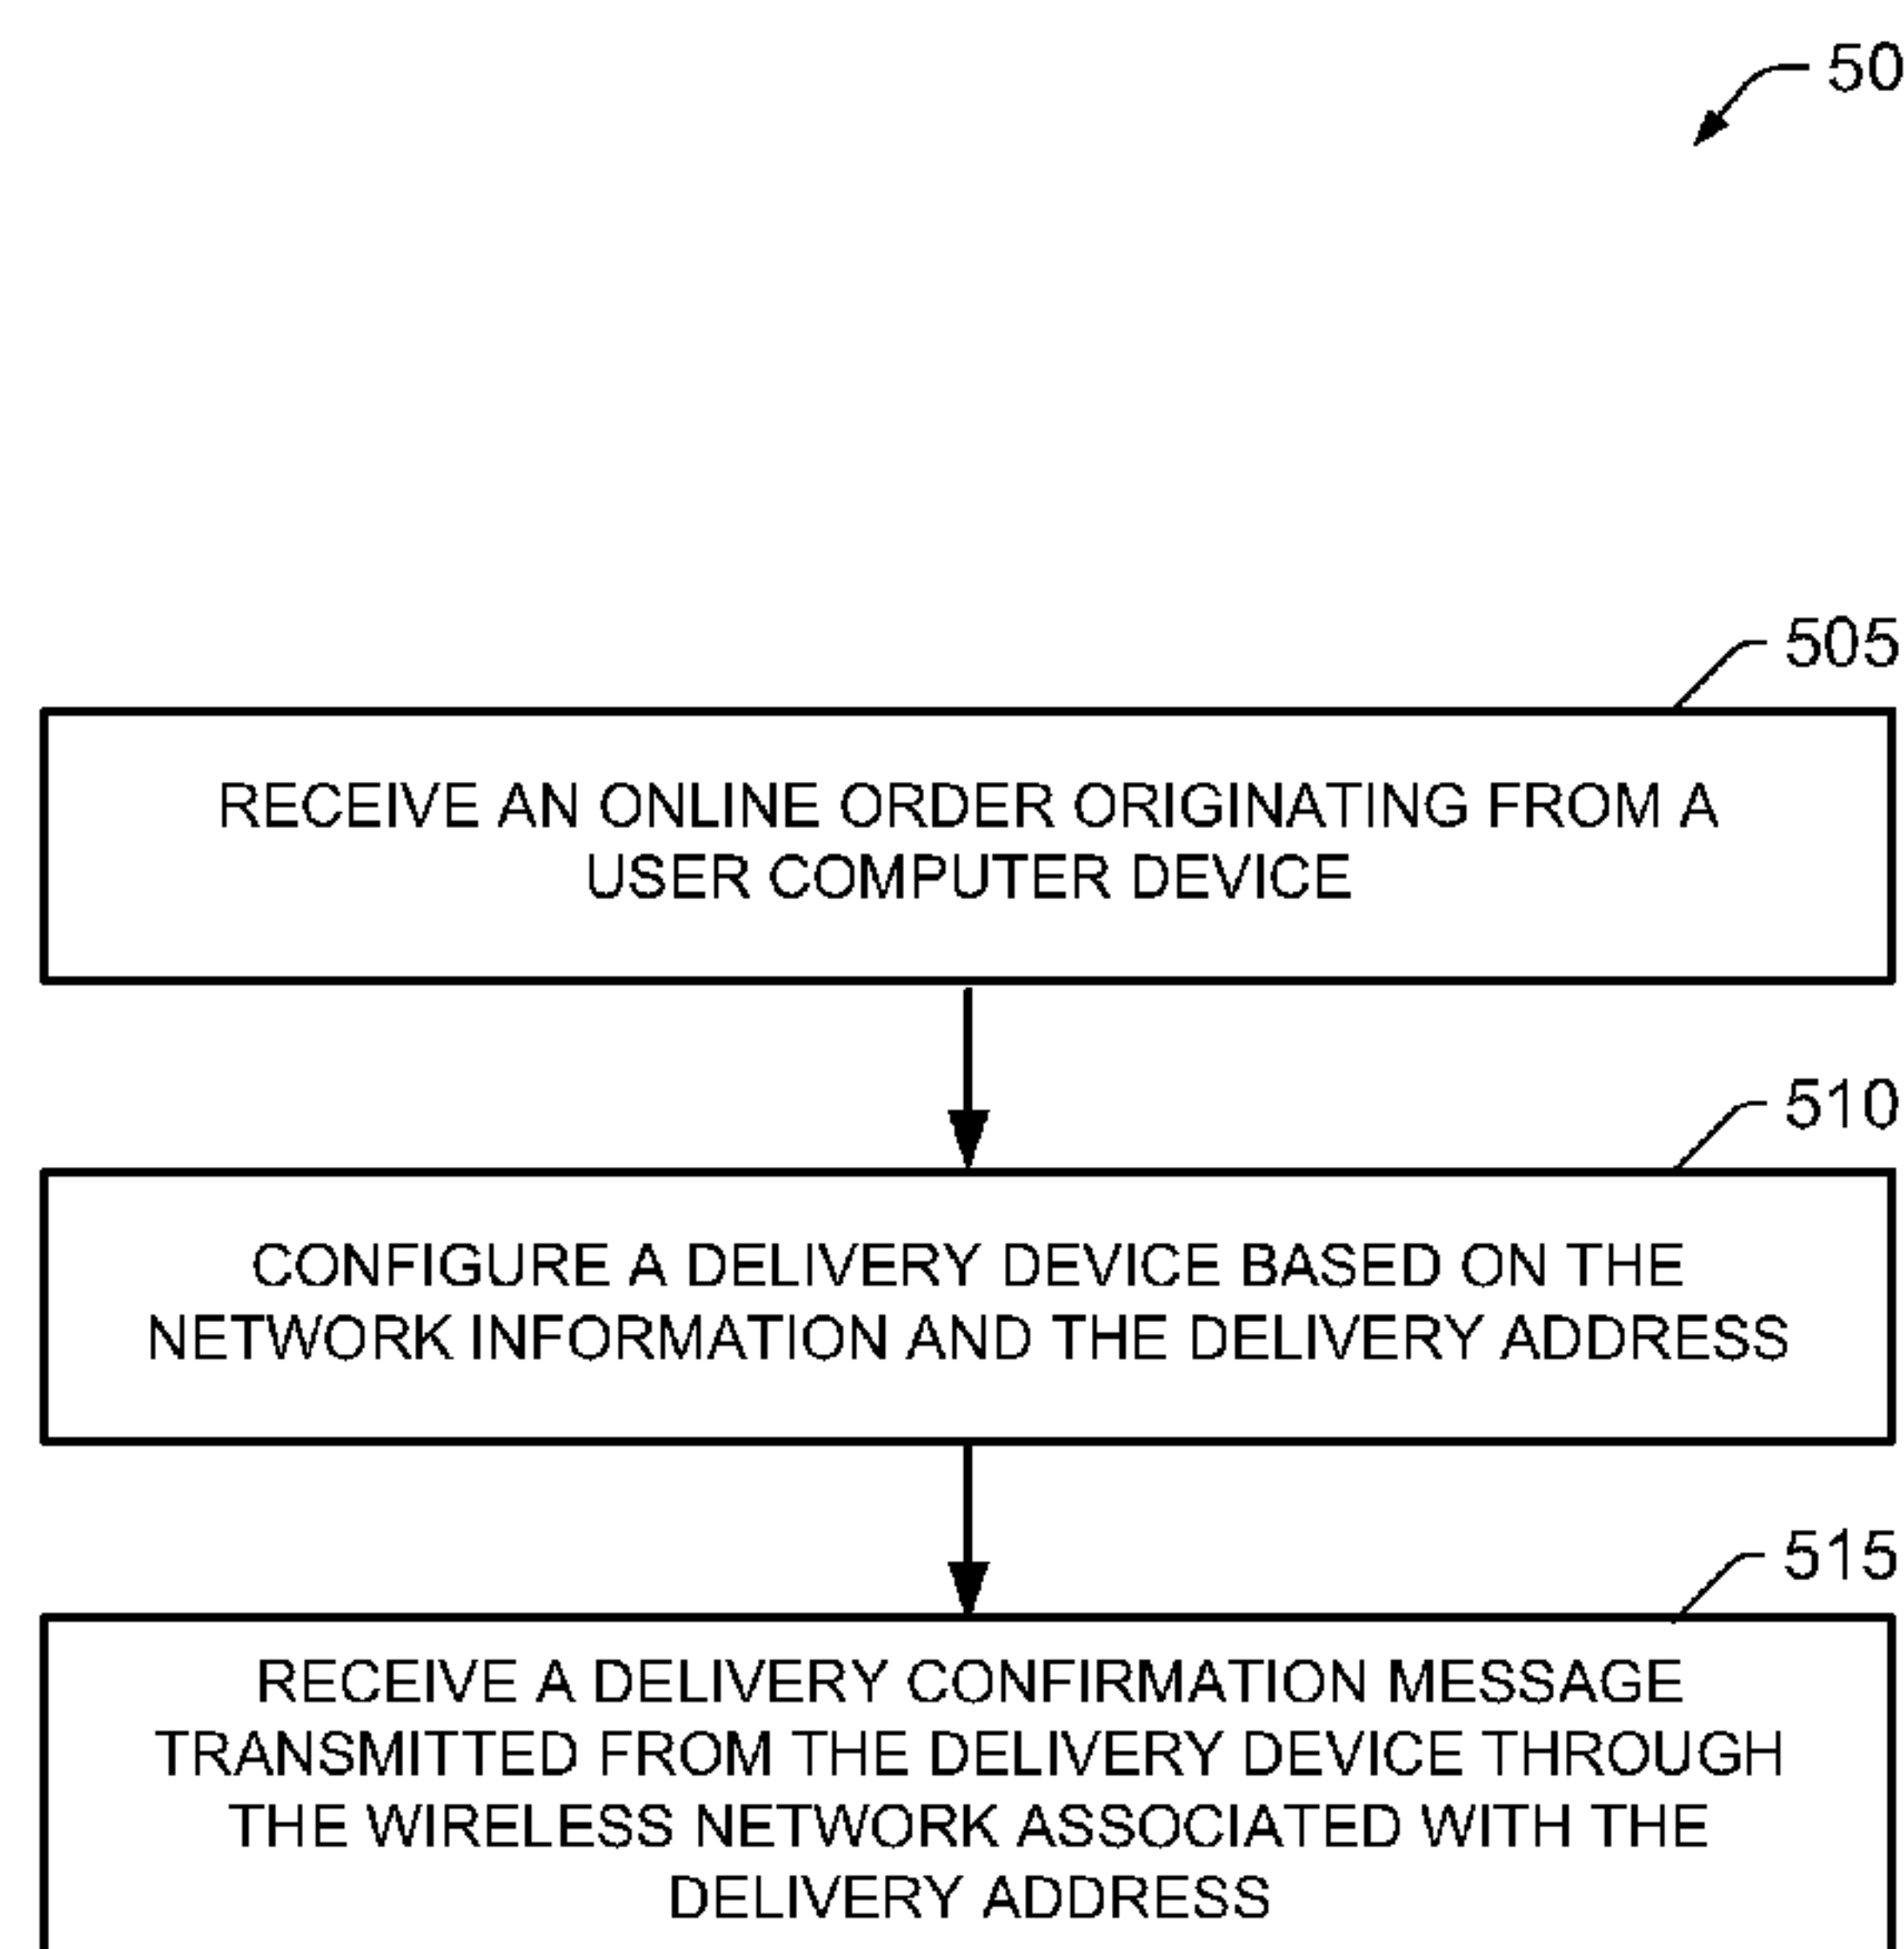 50
505
RECEIVE AN ONLINE ORDER ORIGINATING FROM A
USER COMPUTER DEVICE
510
CONFIGURE A DELIVERY DEVICE BASED ON THE
NETWORK INFORMATION AND THE DELIVERY ADDRESS
515
RECEIVE A DELIVERY CONFIRMATION MESSAGE
TRANSMITTED FROM THE DELIVERY DEVICE THROUGH
THE WIRELESS NETWORK ASSOCIATED WITH THE
DELIVERY ADDRESS